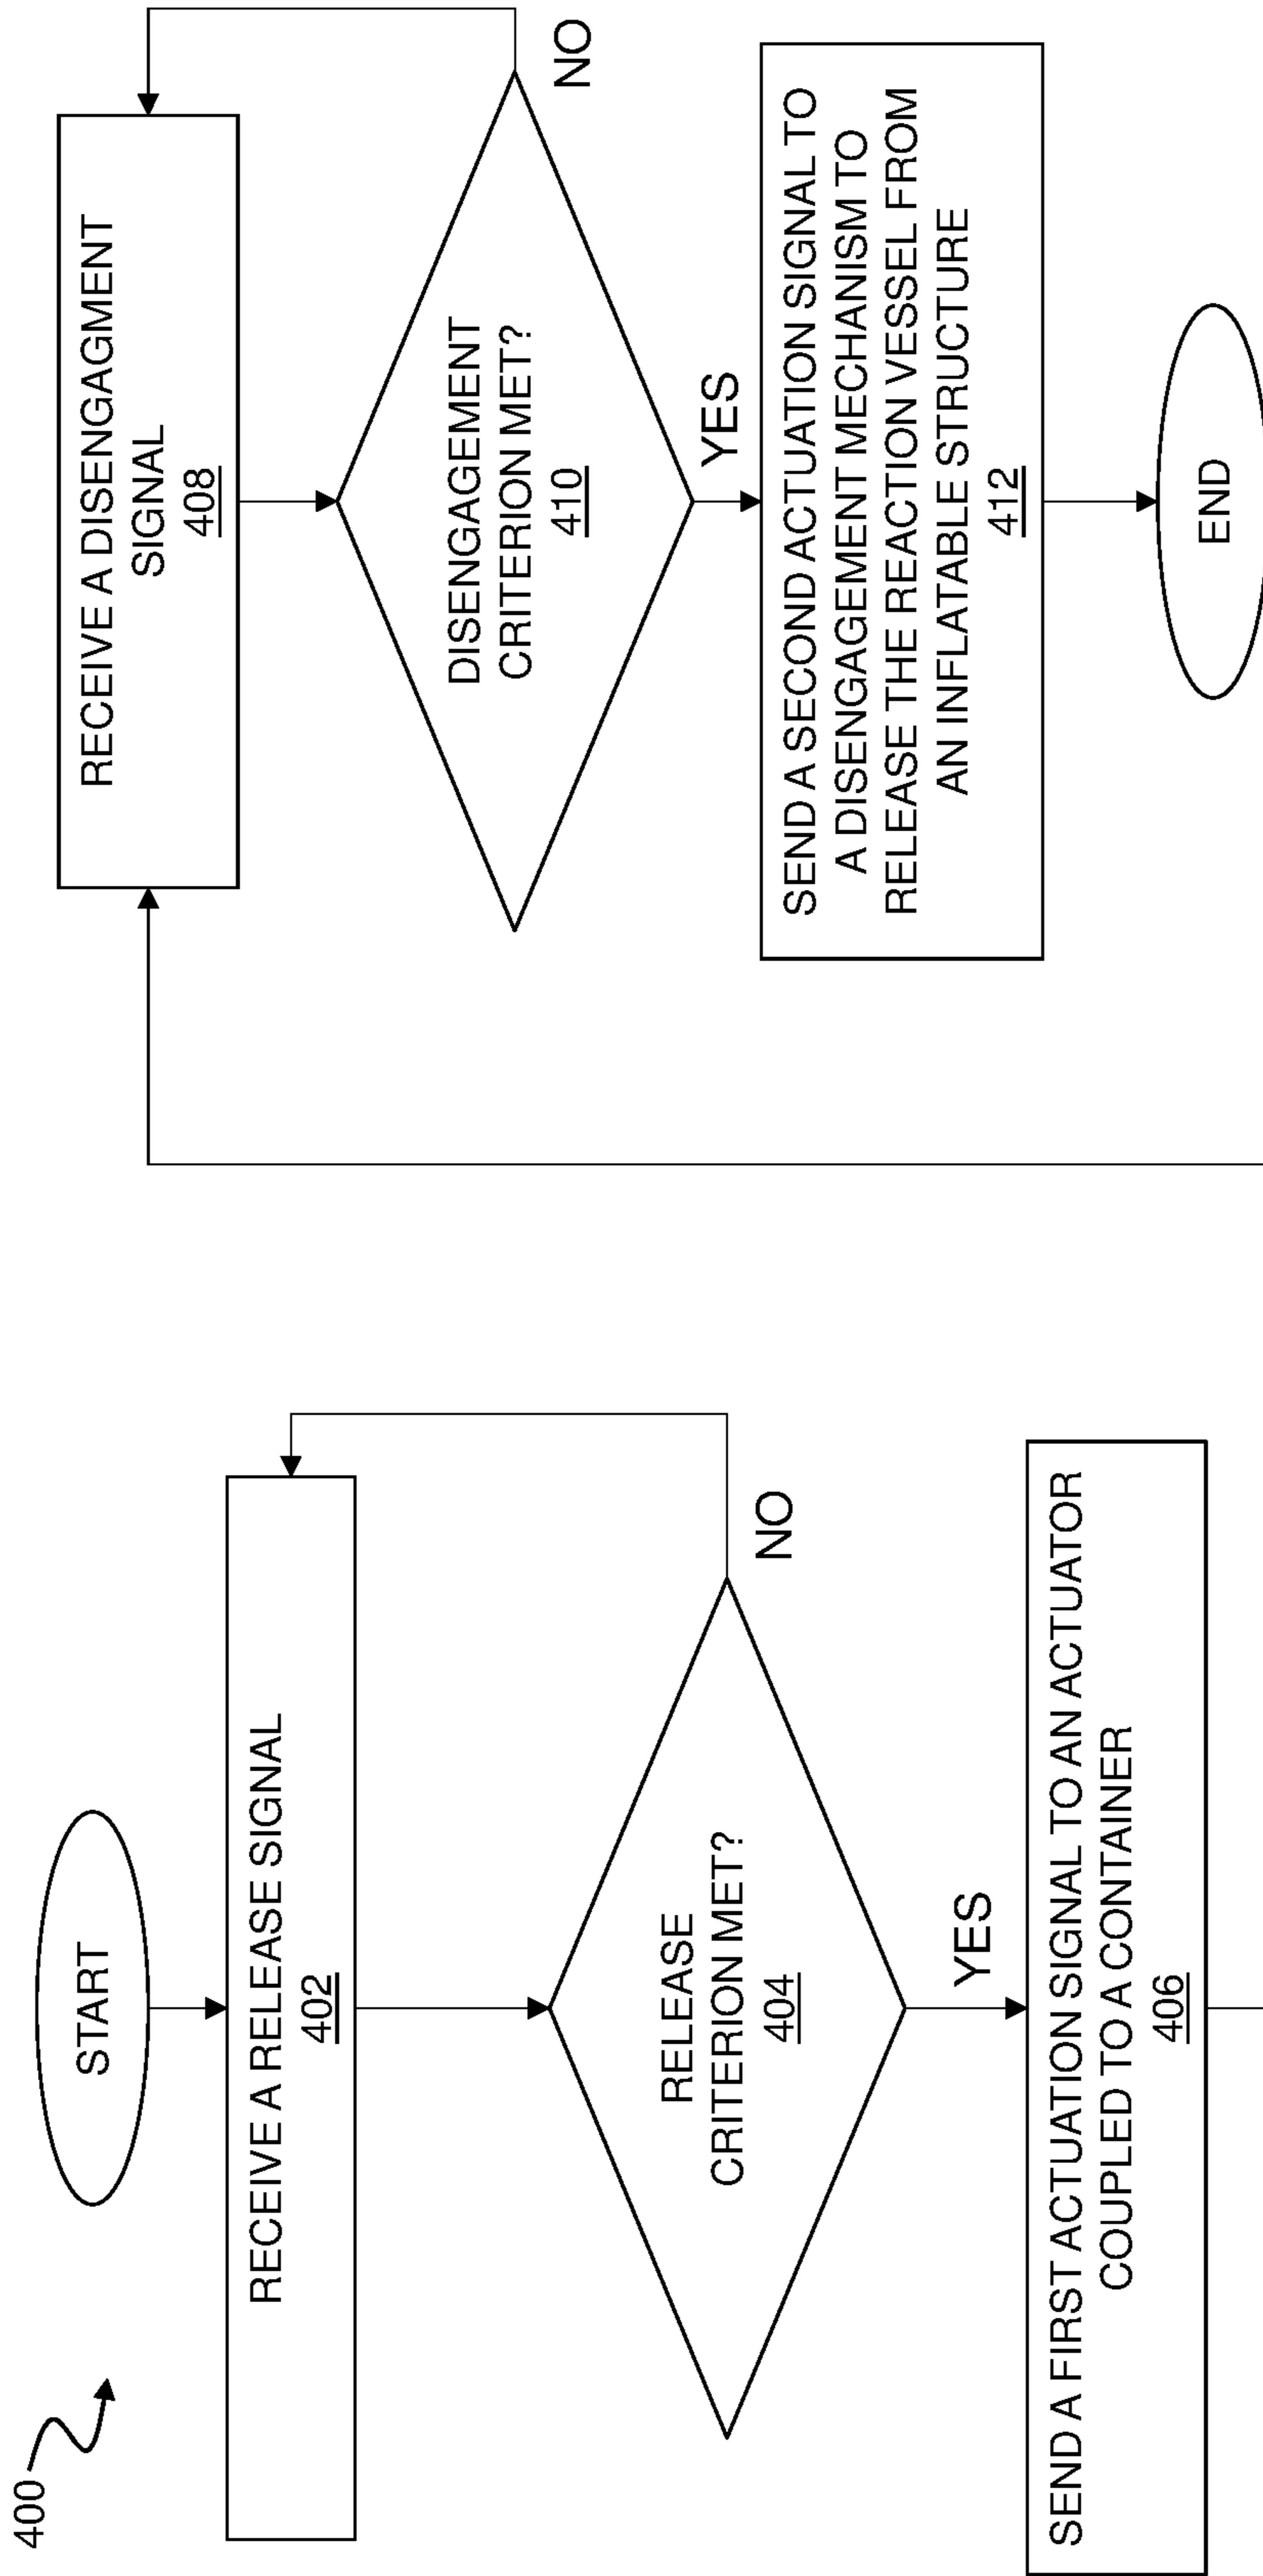 400
START
RECEIVE A RELEASE SIGNAL
402
RELEASE
CRITERION MET?
404
NO
YES
SEND A FIRST ACTUATION SIGNAL TO AN ACTUATOR
COUPLED TO A CONTAINER
406
RECEIVE A DISENGAGMENT
SIGNAL
408
DISENGAGEMENT
CRITERION MET?
410
NO
YES
SEND A SECOND ACTUATION SIGNAL TO
A DISENGAGEMENT MECHANISM TO
RELEASE THE REACTION VESSEL FROM
AN INFLATABLE STRUCTURE
412
END